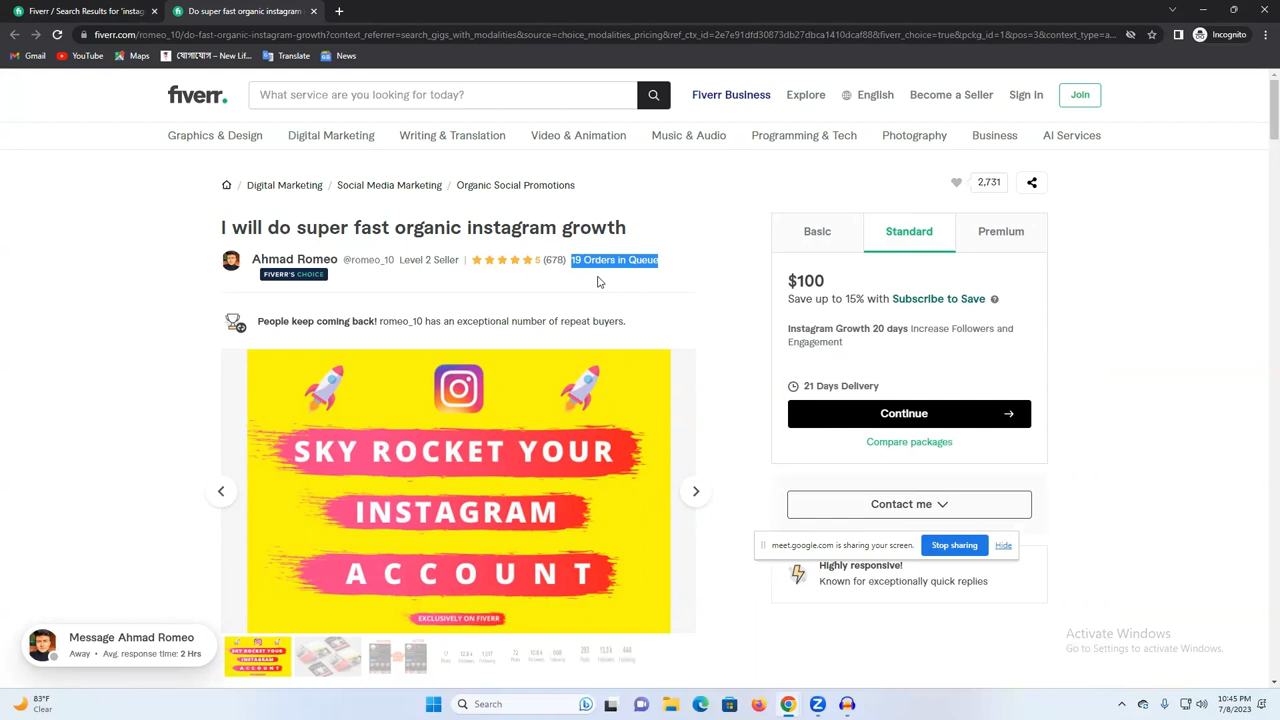 Fiverr / Search Results for 'instag
Do super fast organic instagram
fiverr.com/romeo_10/do-fast-organic-instagram-growth?context_referrer=search_gigs_with_modalities&source=choice_modalities_pricing&ref_ctx_id=2e7e91dfd30873db27dbca1410dcaf88&fiverr_choice=true&pckg_id=1&pos=3&context_type=a...
Incognito
Gmail
YouTube
Maps
যোগাযোগ - New Lif...
Translate
News
fiverr.
What service are you looking for today?
Fiverr Business
Explore
English
Become a Seller
Sign In
Join
Graphics & Design
Digital Marketing
Writing & Translation
Video & Animation
Music & Audio
Programming & Tech
Photography
Business
AI Services
Digital Marketing / Social Media Marketing / Organic Social Promotions
2,731
I will do super fast organic instagram growth
Ahmad Romeo @romeo_10 Level 2 Seller | 5 (678) 19 Orders in Queue
FIVERR'S CHOICE
People keep coming back! romeo_10 has an exceptional number of repeat buyers.
SKY ROCKET YOUR
INSTAGRAM
ACCOUNT
EXCLUSIVELY ON FIVERR
Basic
Standard
Premium
$100
Save up to 15% with Subscribe to Save
Instagram Growth 20 days Increase Followers and
Engagement
21 Days Delivery
Continue
Compare packages
Contact me
meet.google.com is sharing your screen.
Stop sharing
Hide
Highly responsive!
Known for exceptionally quick replies
Message Ahmad Romeo
Away • Avg. response time: 2 Hrs
SKY ROCKET YOUR
INSTAGRAM
ACCOUNT
Activate Windows
Go to Settings to activate Windows.
83°F
Clear
Search
10:45 PM
7/8/2023